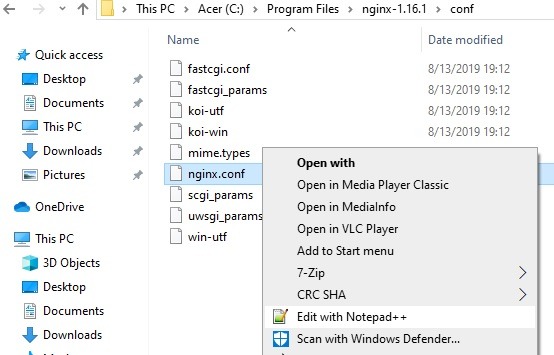 This PC > Acer (C:) > Program Files > nginx-1.16.1 > conf
Name Date modified
Quick access
Desktop
Documents
This PC
Downloads
Pictures
OneDrive
This PC
3D Objects
Desktop
Documents
Downloads
fastcgi.conf 8/13/2019 19:12
fastcgi_params 8/13/2019 19:12
koi-utf 8/13/2019 19:12
koi-win 8/13/2019 19:12
mime.types
nginx.conf
scgi_params
uwsgi_params
win-utf
Open with
Open in Media Player Classic
Open in MediaInfo
Open in VLC Player
Add to Start menu
7-Zip
CRC SHA
Edit with Notepad++
Scan with Windows Defender...